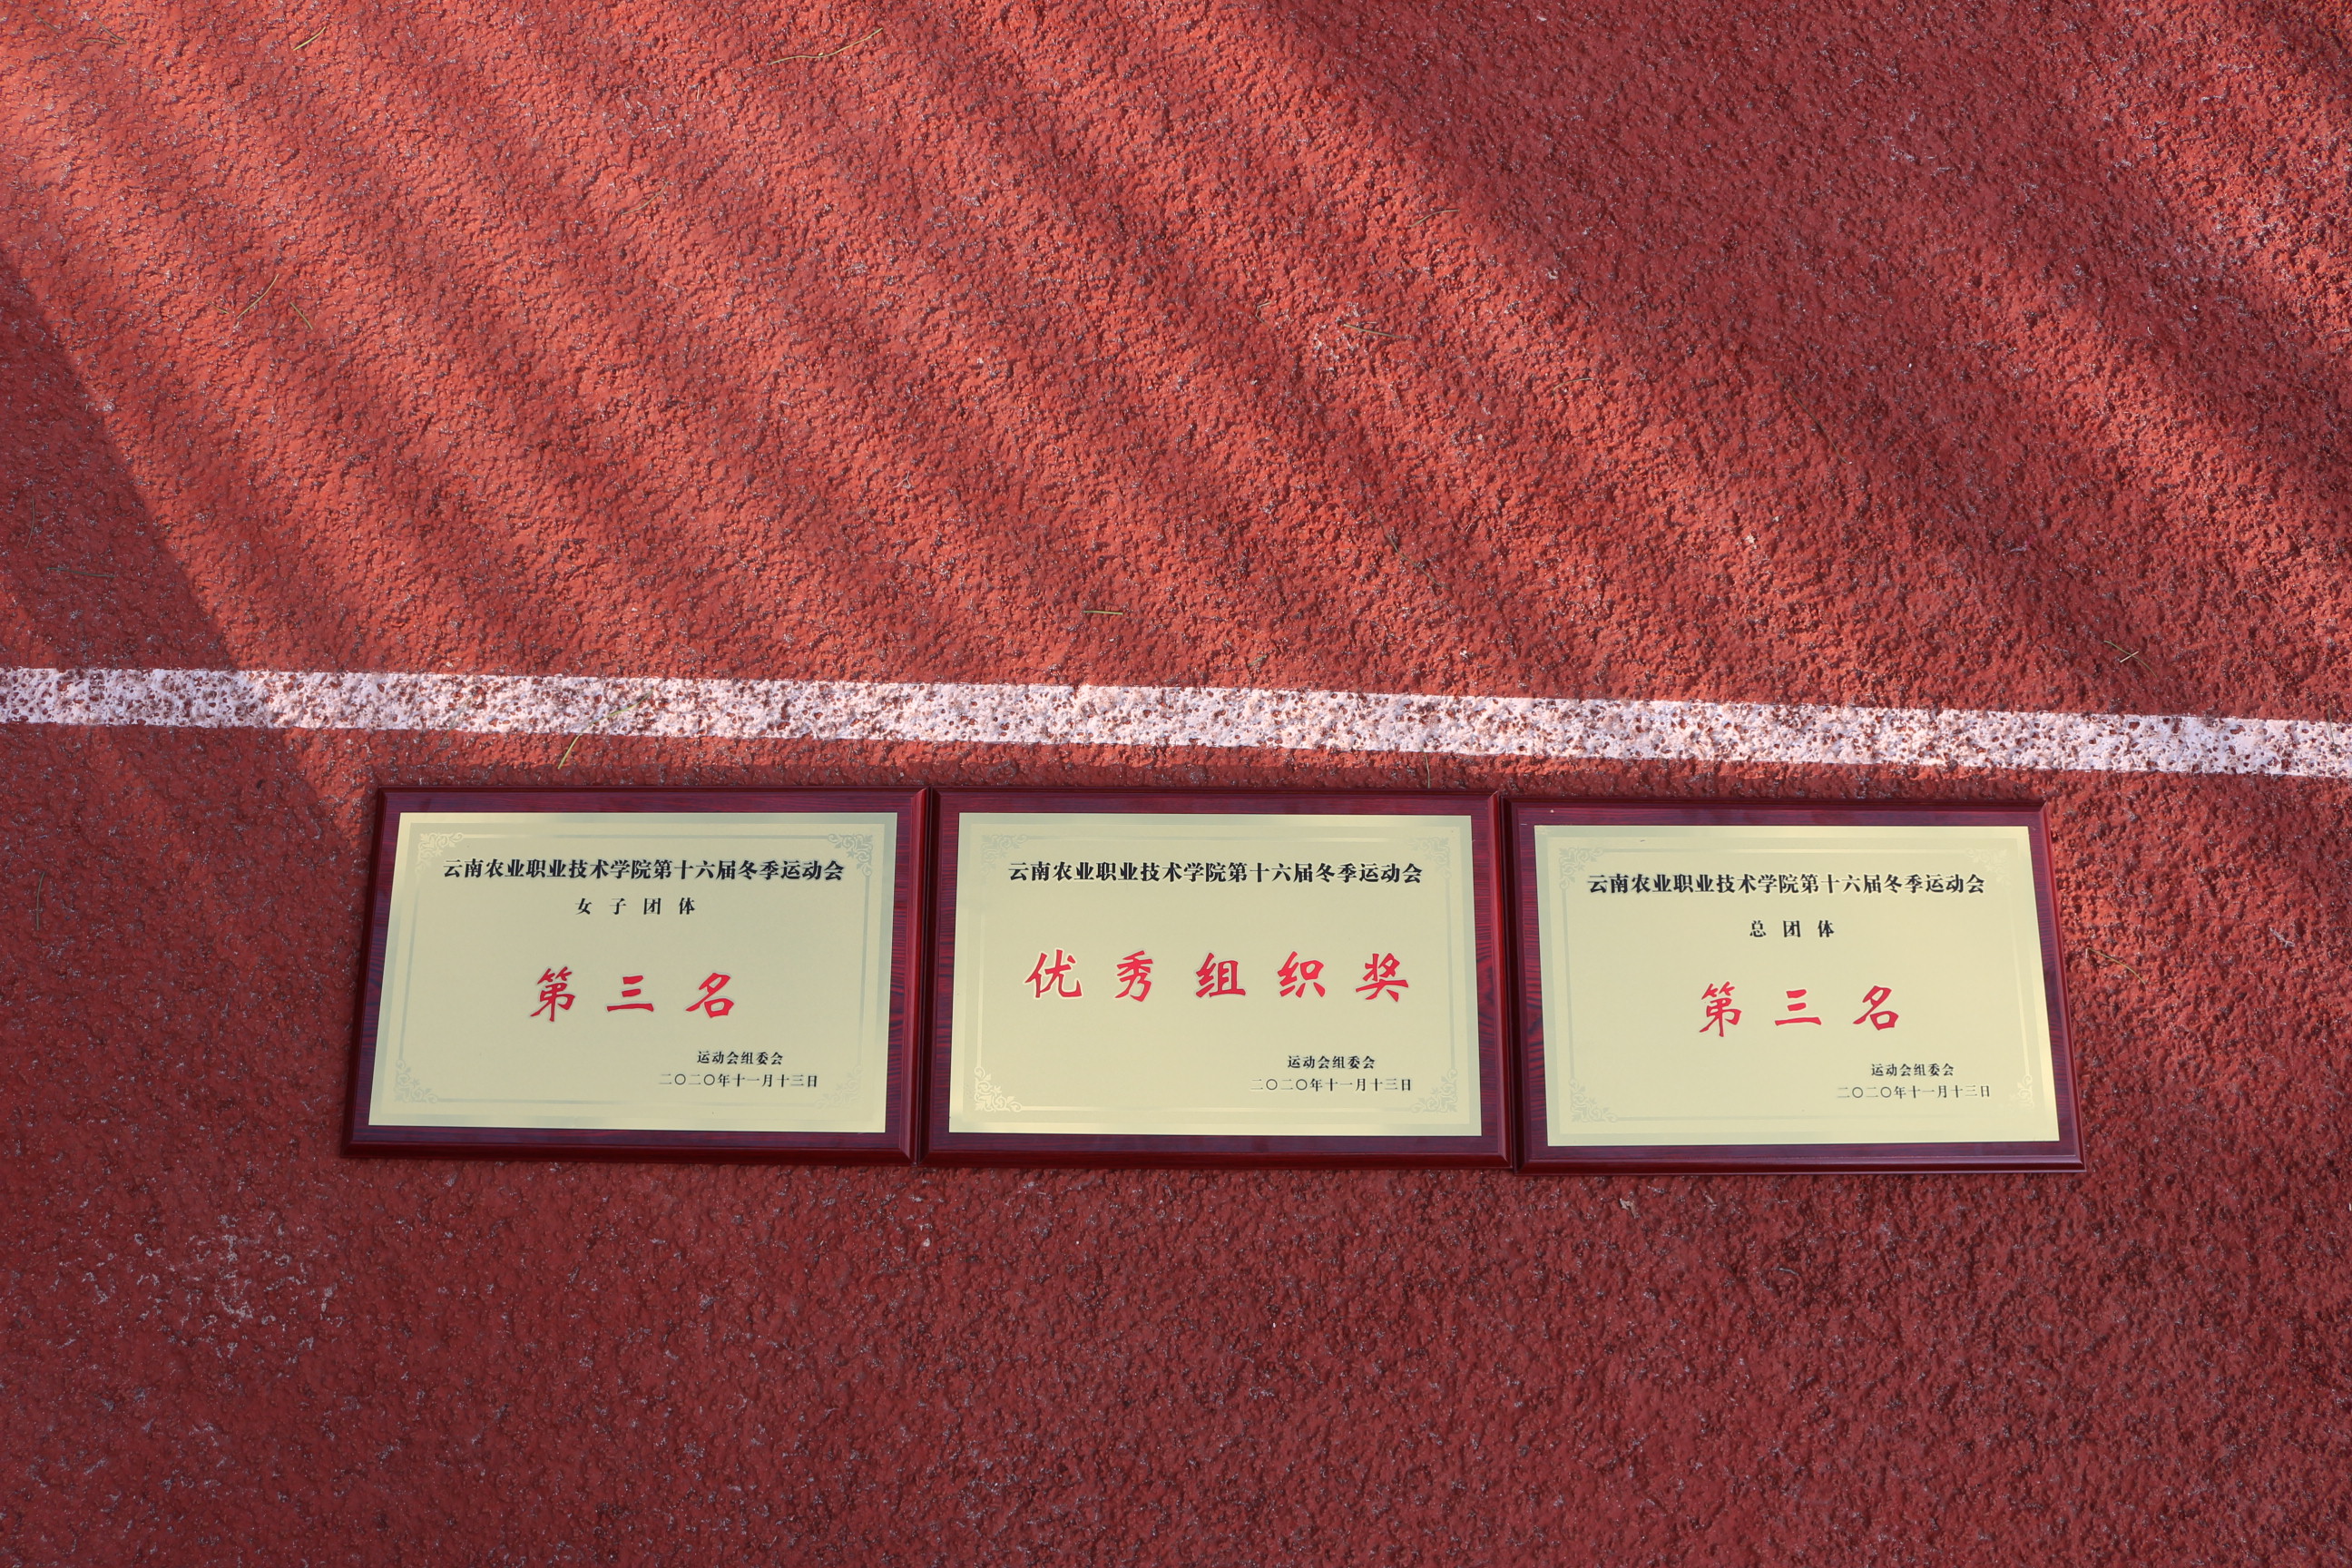 云南农业职业技术学院第十六届冬季运动会
女子团体
第三名
运动会组委会
二〇二〇年十一月十三日
云南农业职业技术学院第十六届冬季运动会
优秀组织奖
运动会组委会
二〇二〇年十一月十三日
云南农业职业技术学院第十六届冬季运动会
总团体
第三名
运动会组委会
二〇二〇年十一月十三日